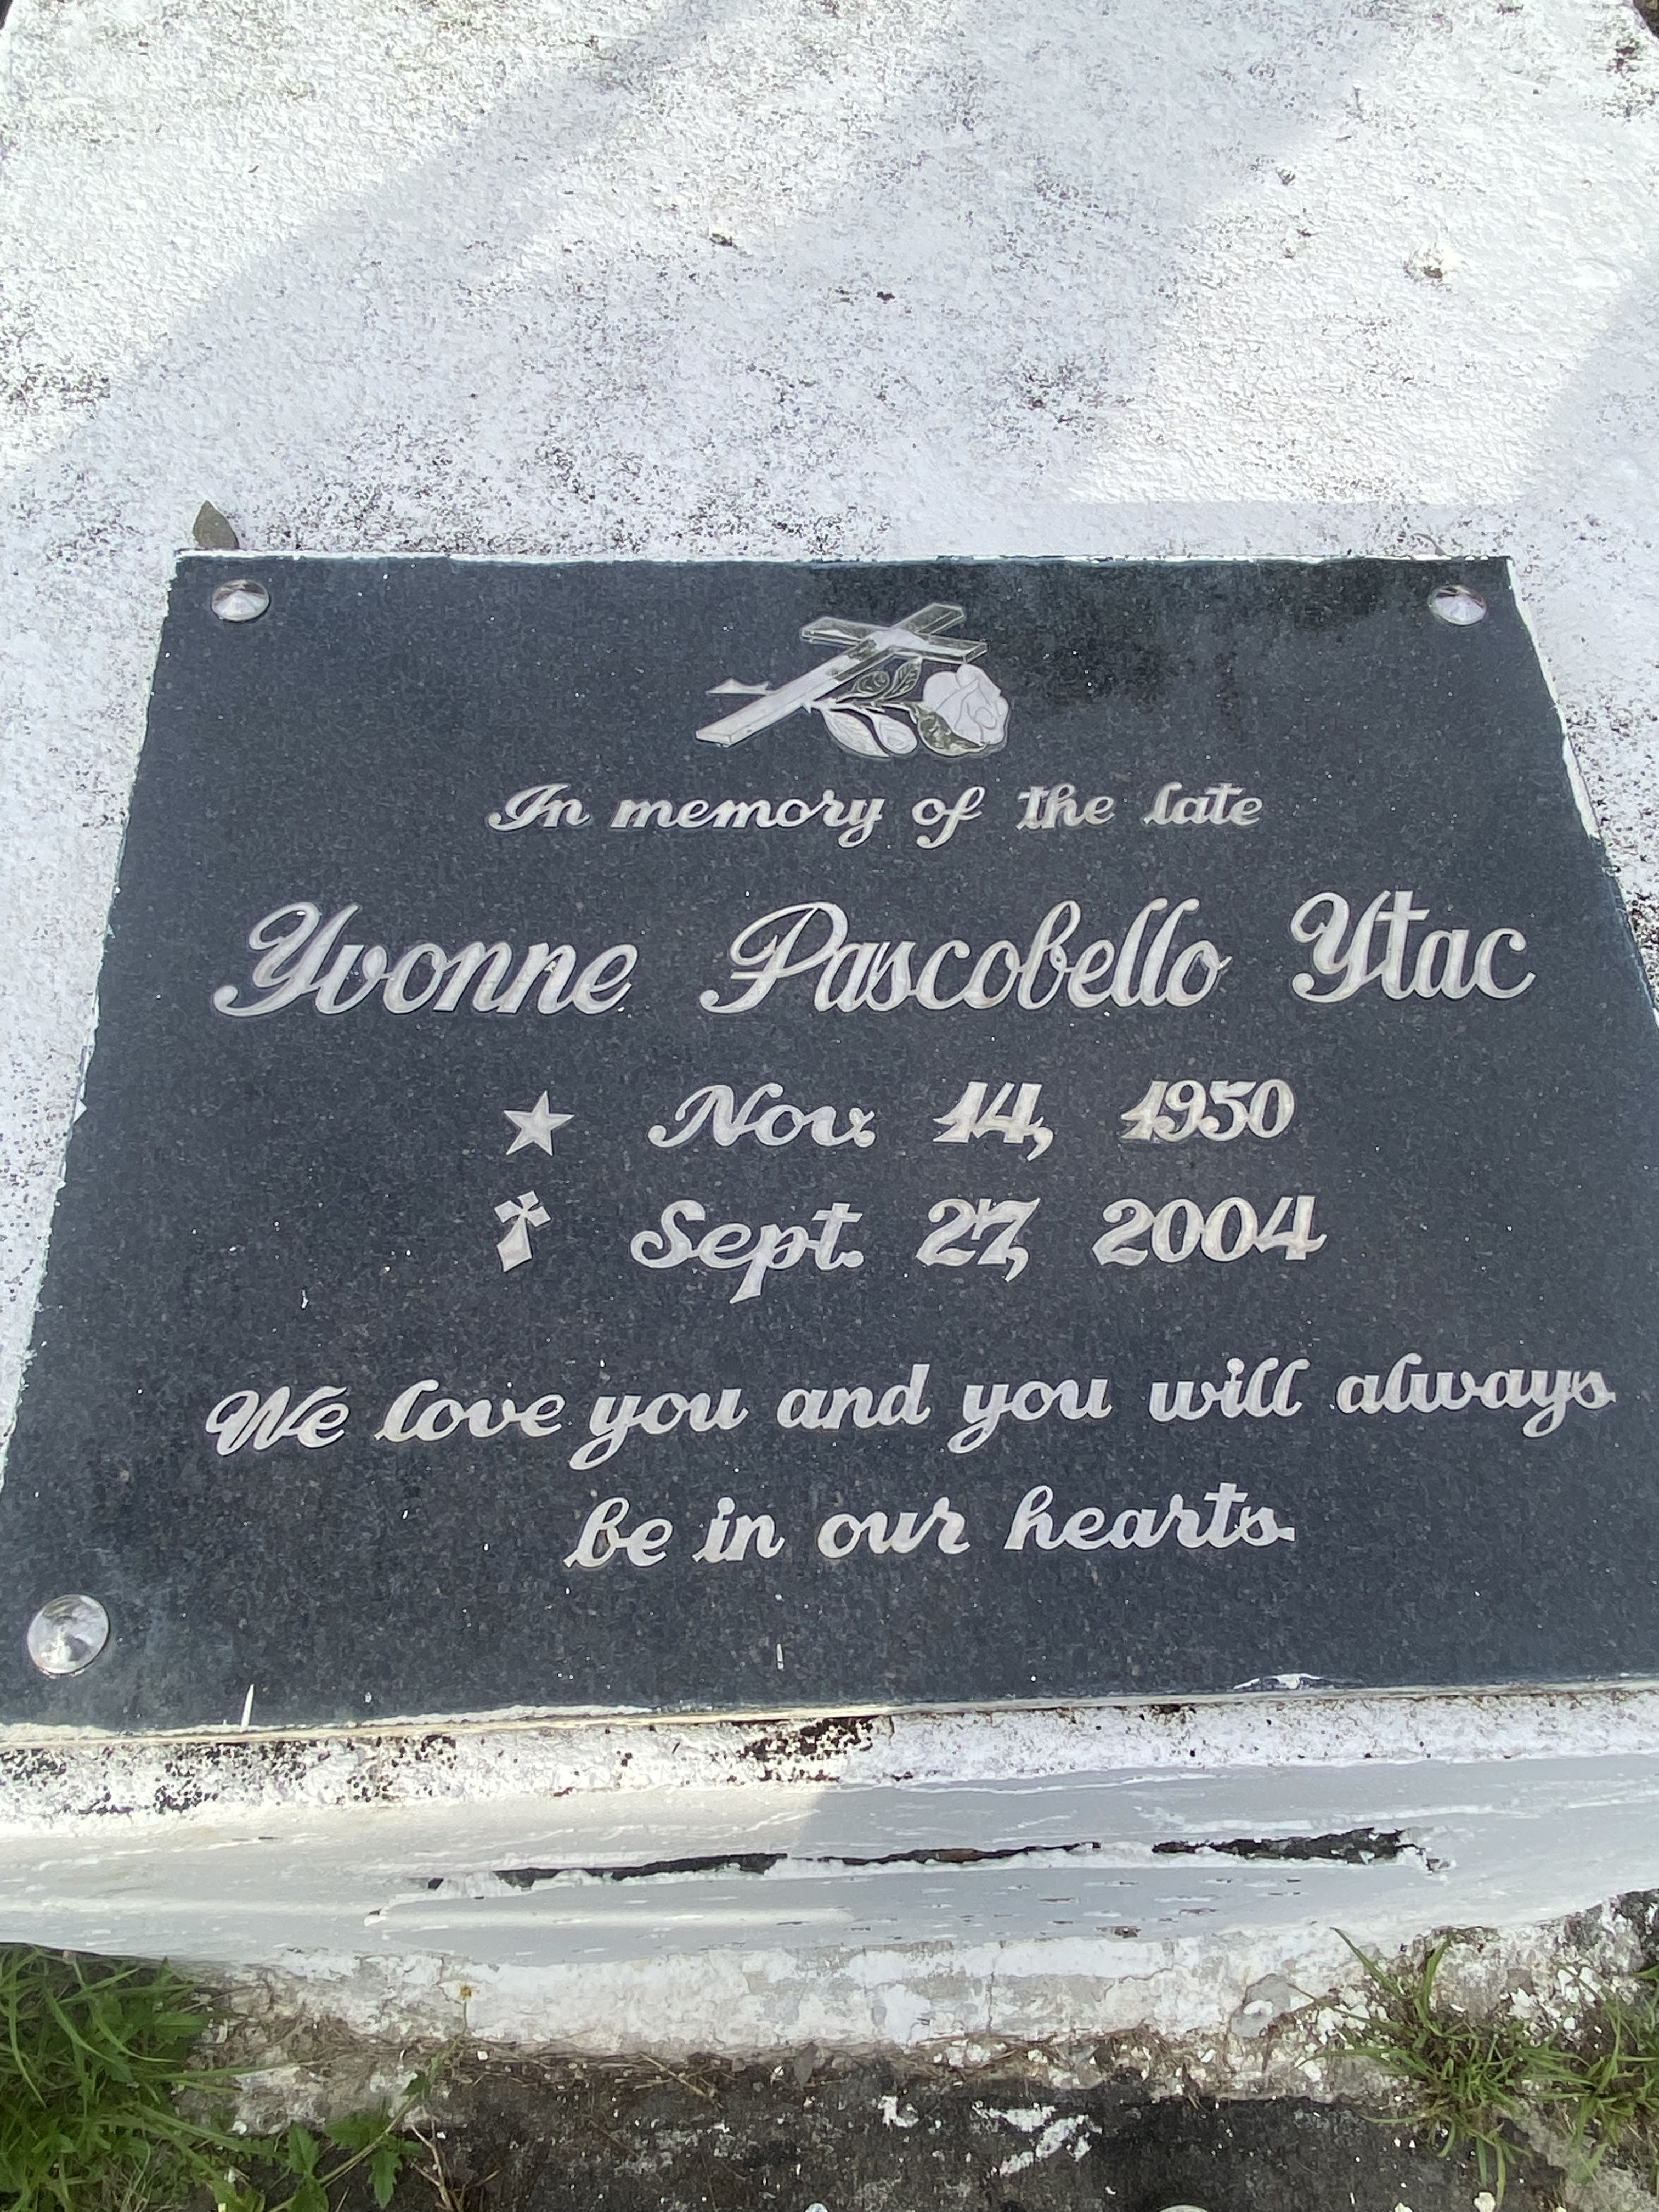 In memory of the late
Yvonne Pascobello Ytac
Nov. 14, 1950
Sept. 27, 2004
We love you and you will always
be in our hearts.